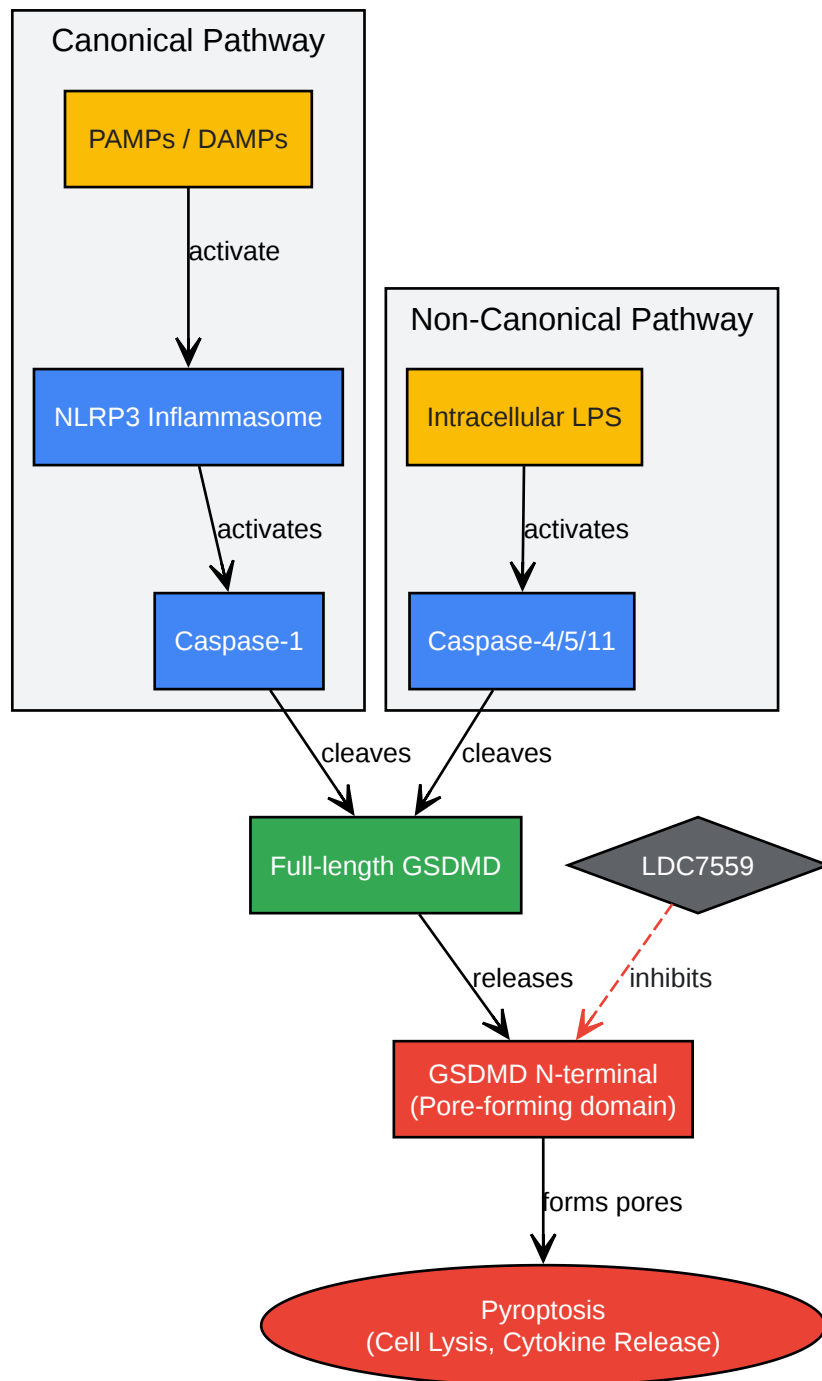 Canonical Pathway
PAMPs / DAMPs
activate
NLRP3 Inflammasome
activates
Caspase-1
cleaves
Non-Canonical Pathway
Intracellular LPS
activates
Caspase-4/5/11
cleaves
Full-length GSDMD
LDC7559
releases
inhibits
GSDMD N-terminal
(Pore-forming domain)
forms pores
Pyroptosis
(Cell Lysis, Cytokine Release)